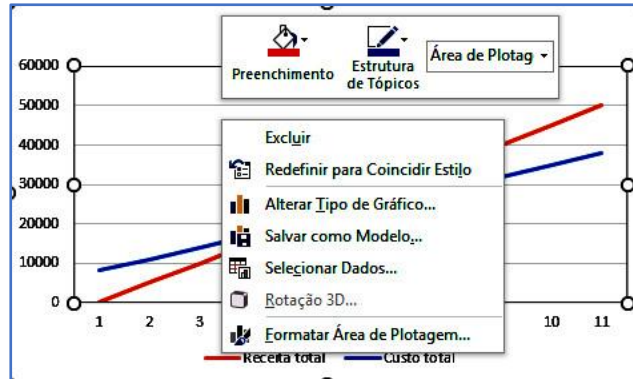 Preenchimento
Estrutura
de Tópicos
Área de Plotag
60000
50000
40000
30000
20000
10000
0
Excluir
Redefinir para Coincidir Estilo
Alterar Tipo de Gráfico...
Salvar como Modelo...
Selecionar Dados...
Rotação 3D...
Formatar Área de Plotagem...
1 2 3 10 11
Receita total Custo total